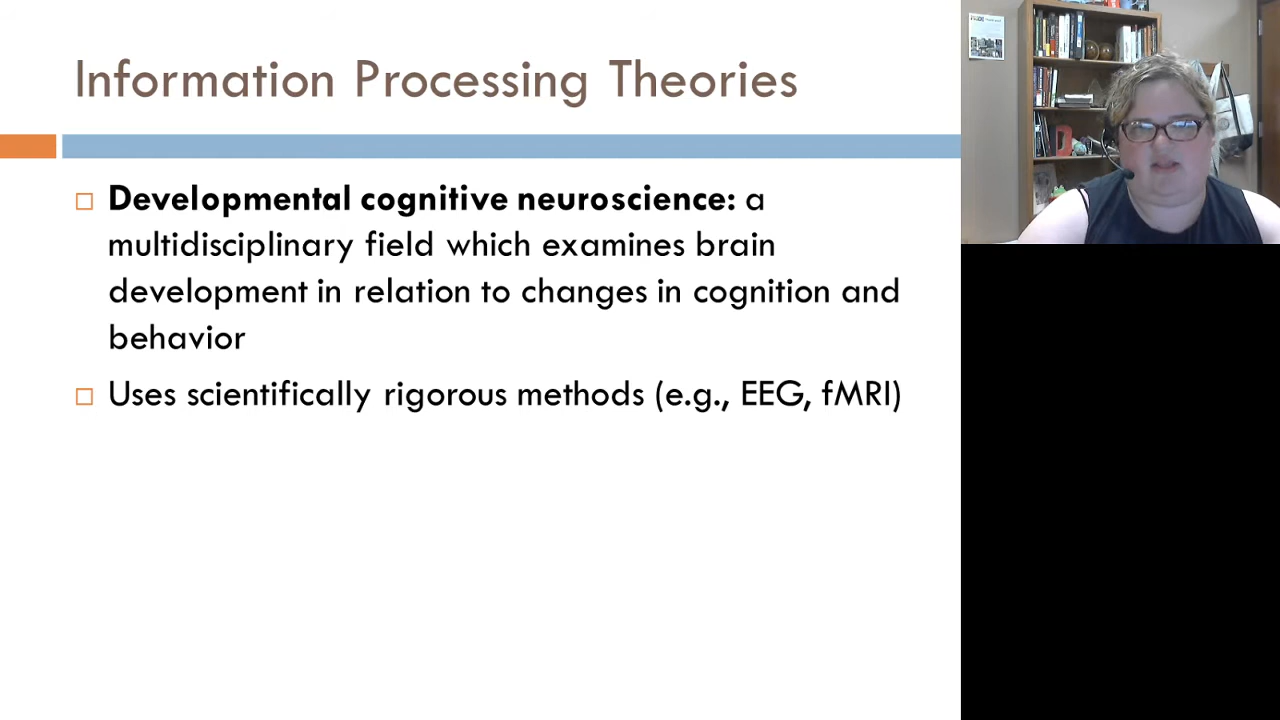 Information Processing Theories
Developmental cognitive neuroscience: a
multidisciplinary field which examines brain
development in relation to changes in cognition and
behavior
Uses scientifically rigorous methods (e.g., EEG, fMRI)